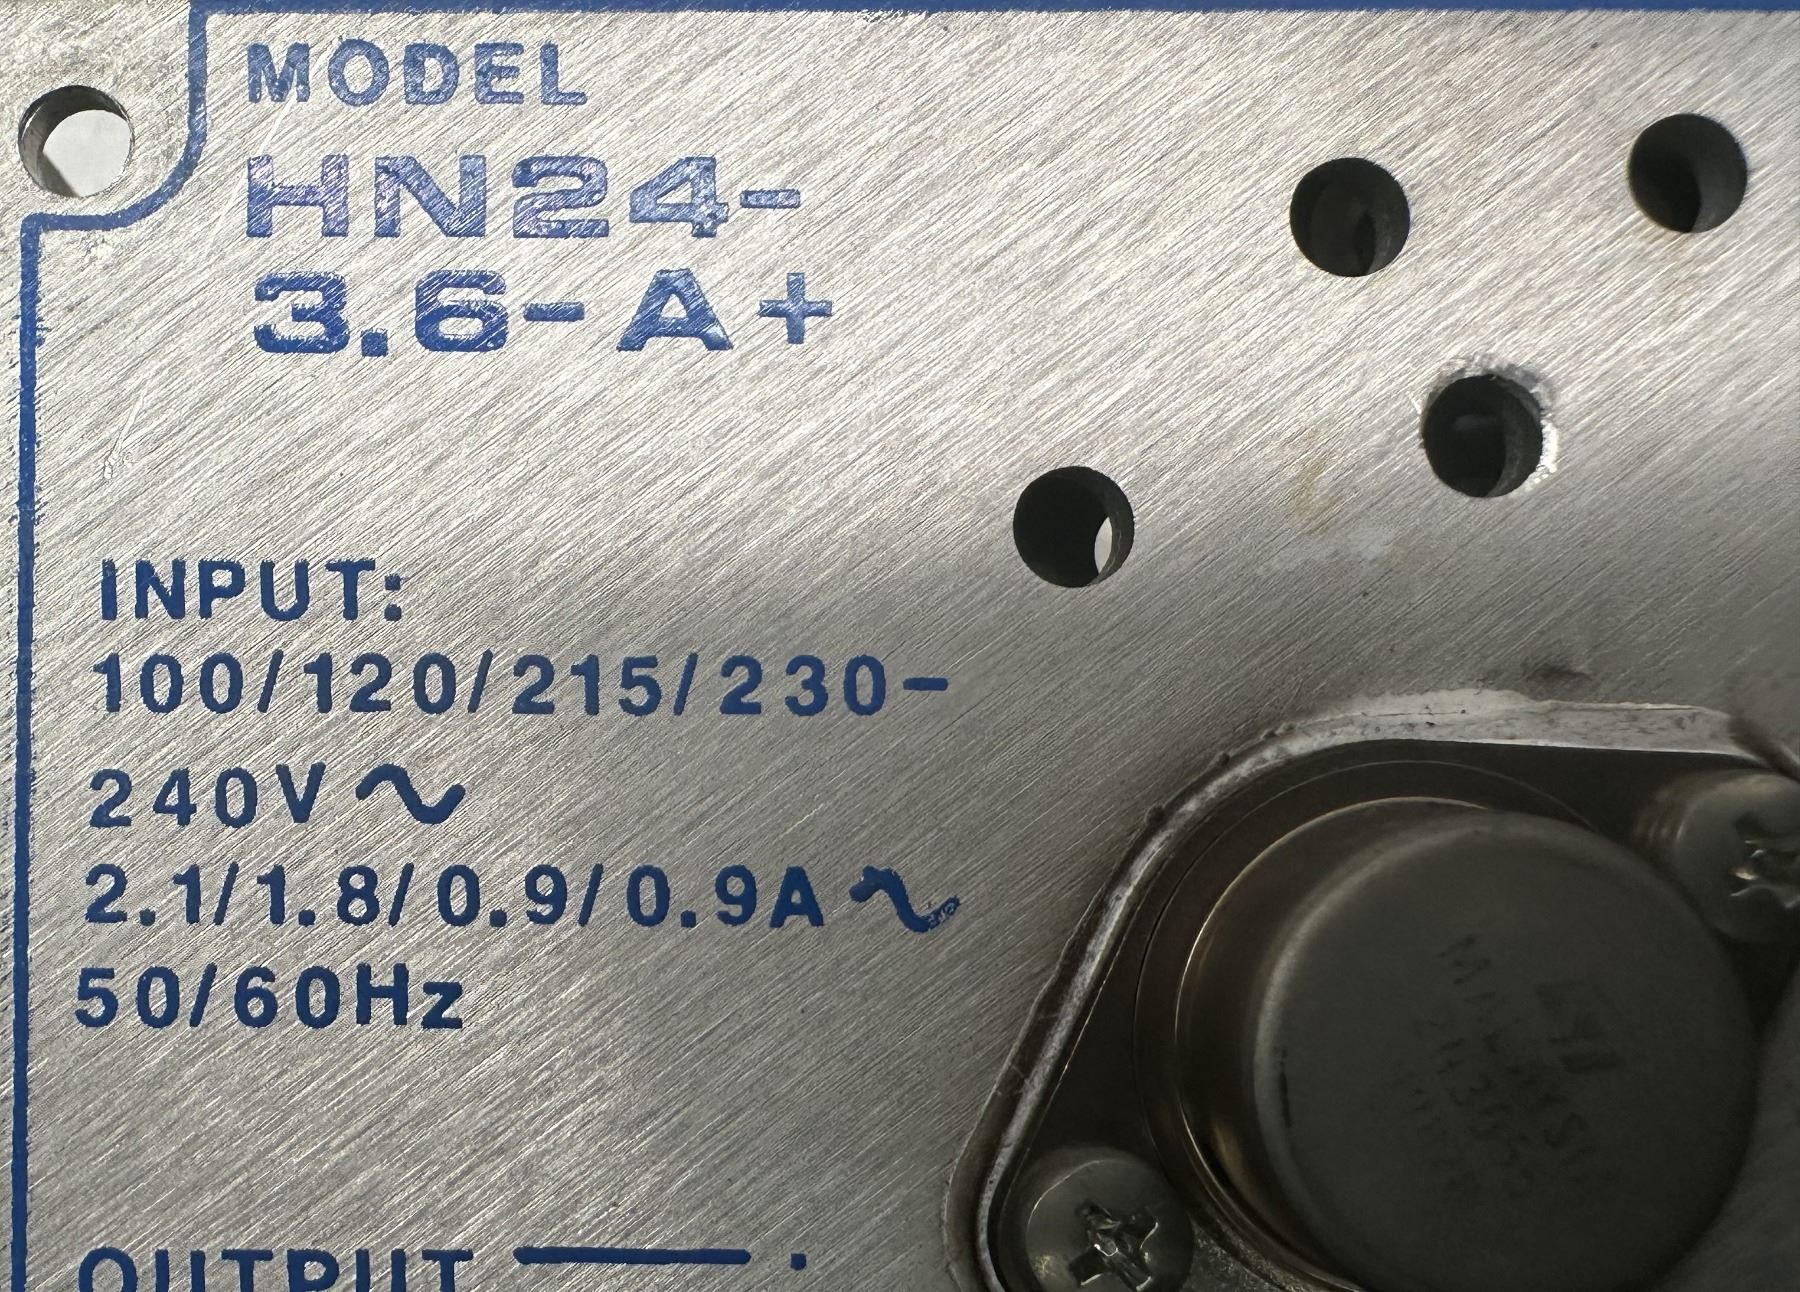 MODEL
HN24-
3.6-A+
INPUT:
100/120/215/230-
240V~
2.1/1.8/0.9/0.9A~
50/60Hz
OUTPUT